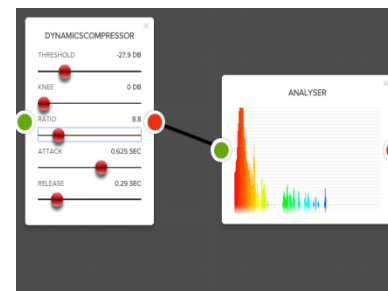 DYNAMICSCOMPRESSOR
THRESHOLD -27.9 DB
KNEE 0 DB
RATIO 8.8
ATTACK 0.625 SEC
RELEASE 0.29 SEC
ANALYSER